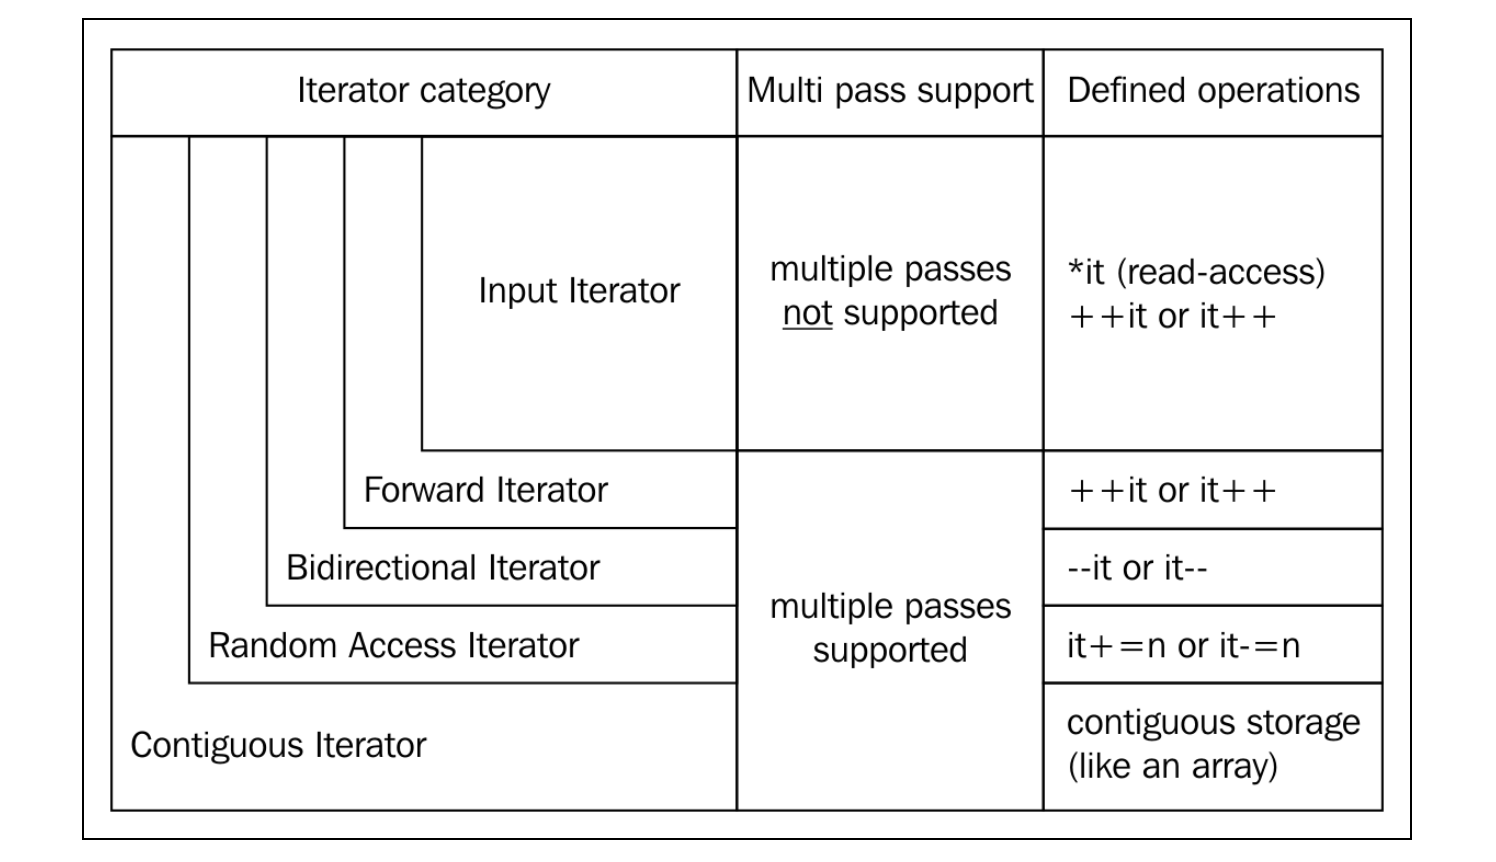 Iterator category
Multi pass support
Defined operations
Input Iterator
multiple passes
not supported
*it (read-access)
++it or it++
Forward Iterator
++it or it++
Bidirectional Iterator
--it or it--
Random Access Iterator
multiple passes
supported
it+=n or it-=n
Contiguous Iterator
contiguous storage
(like an array)